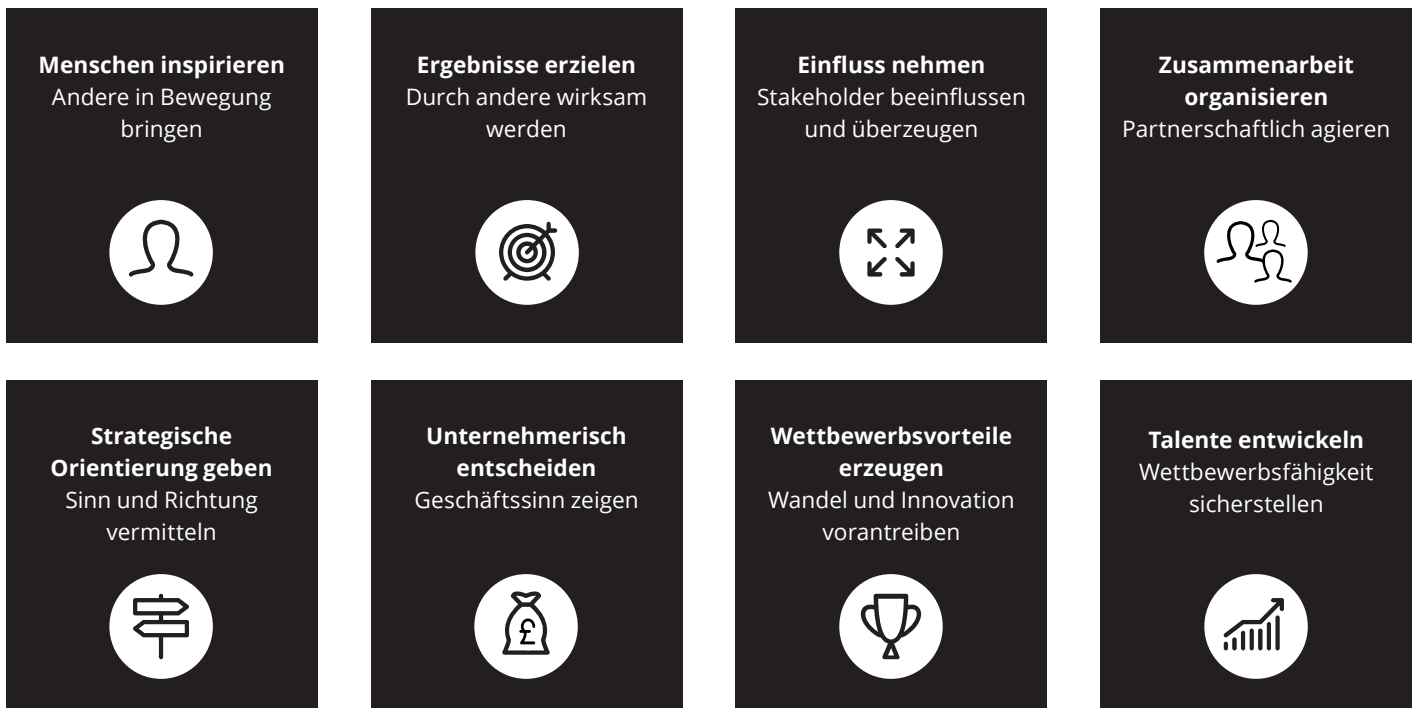 Menschen inspirieren
Andere in Bewegung
bringen
Ergebnisse erzielen
Durch andere wirksam
werden
Einfluss nehmen
Stakeholder beeinflussen
und überzeugen
Zusammenarbeit
organisieren
Partnerschaftlich agieren
Strategische
Orientierung geben
Sinn und Richtung
vermitteln
Unternehmerisch
entscheiden
Geschäftssinn zeigen
£
Wettbewerbsvorteile
erzeugen
Wandel und Innovation
vorantreiben
Talente entwickeln
Wettbewerbsfähigkeit
sicherstellen